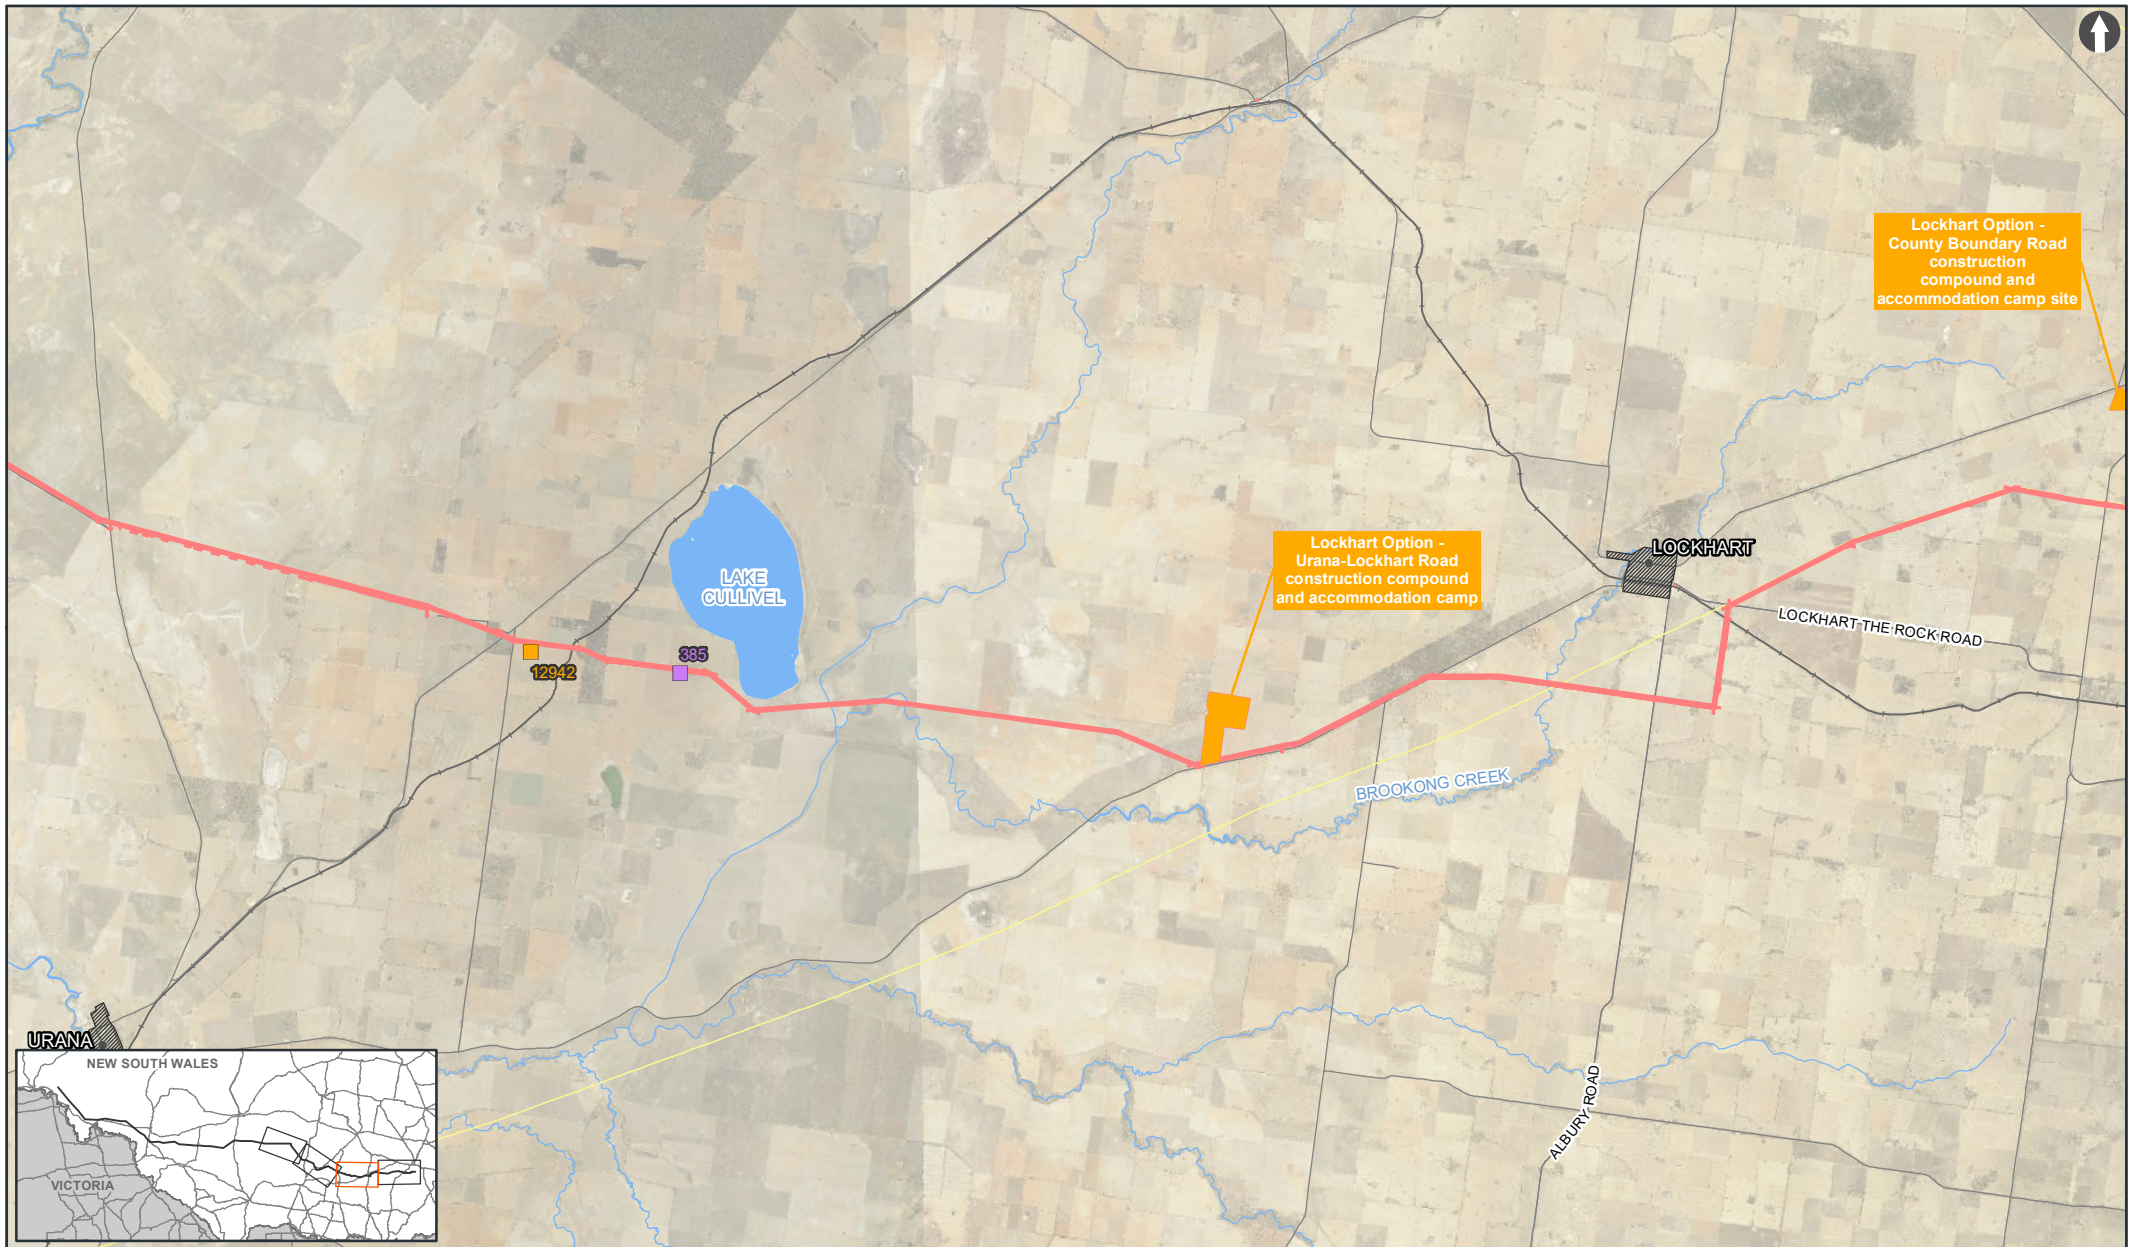 Lockhart Option -
County Boundary Road
construction
compound and
accommodation camp site
Lockhart Option -
Urana-Lockhart Road
construction compound
and accommodation camp
LOCKHART
LAKE
CULLIVEL
LOCKHART THE ROCK ROAD
385
12942
BROOKONG CREEK
URANA
ALBURY ROAD
NEW SOUTH WALES
VICTORIA